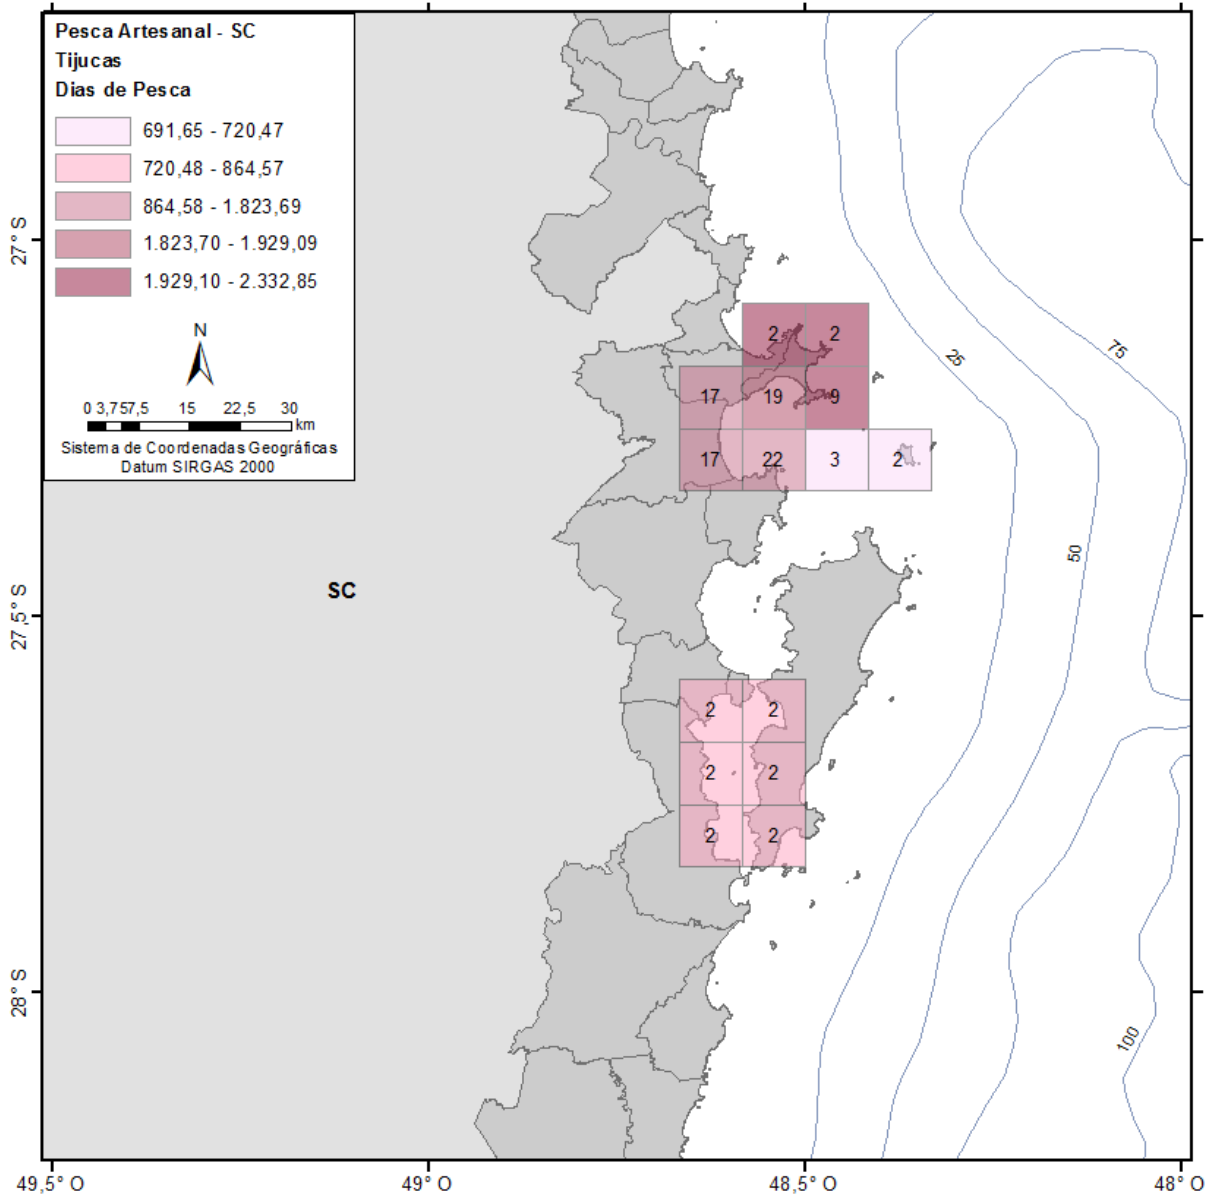 Pesca Artesanal - SC
Tijucas
Dias de Pesca
691,65 - 720,47
720,48 - 864,57
864,58 - 1.823,69
1.823,70 - 1.929,09
1.929,10 - 2.332,85
N
0 3,757,5 15 22,5 30
km
Sistema de Coordenadas Geográficas
Datum SIRGAS 2000
27° S
2 2
25
75
17 19 9
17 22 3 2
50
SC
27,5° S
2 2
2 2
2 2
28° S
100
49,5° O 49° O 48,5° O 48° O